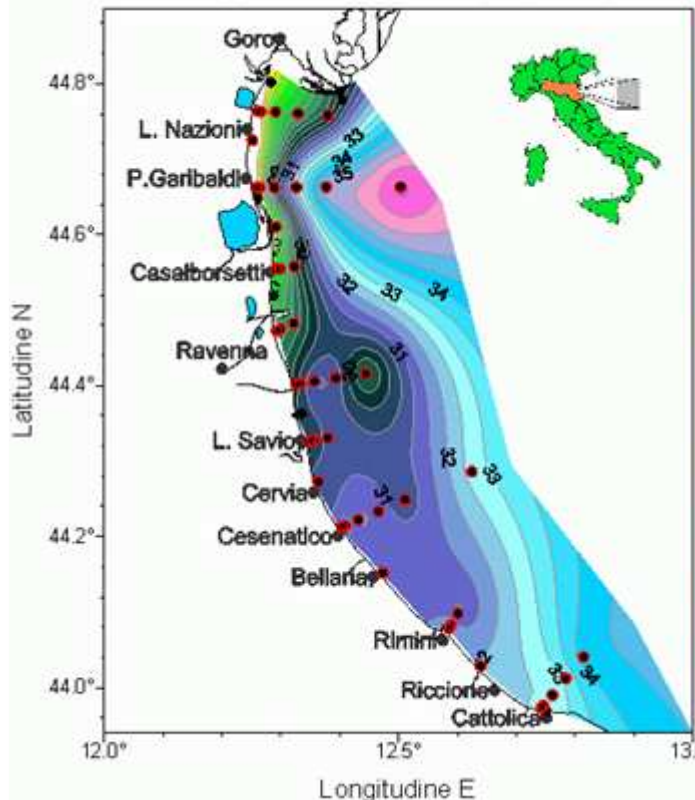 Goro
44.8°
L. Nazioni
33
34
31
35
P.Garibaldi
44.6°
Casalborsetti
32
33
34
Ravenna
31
44.4°
L. Savio
32
33
Cervia
31
44.2°
Cesenatico
Bellaria
Rimini
Riccione
33
34
44.0°
Cattolica
12.0°
12.5°
13.
Latitudine N
Longitudine E